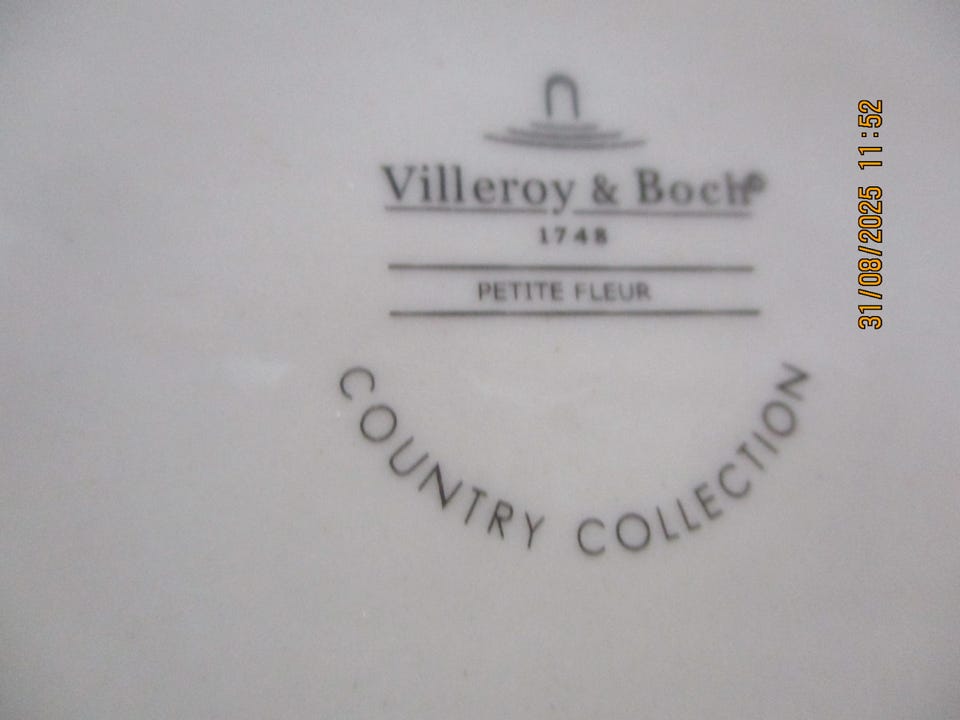 Villeroy & Boch®
1748
PETITE FLEUR
COUNTRY COLLECTION
31/08/2025 11:52